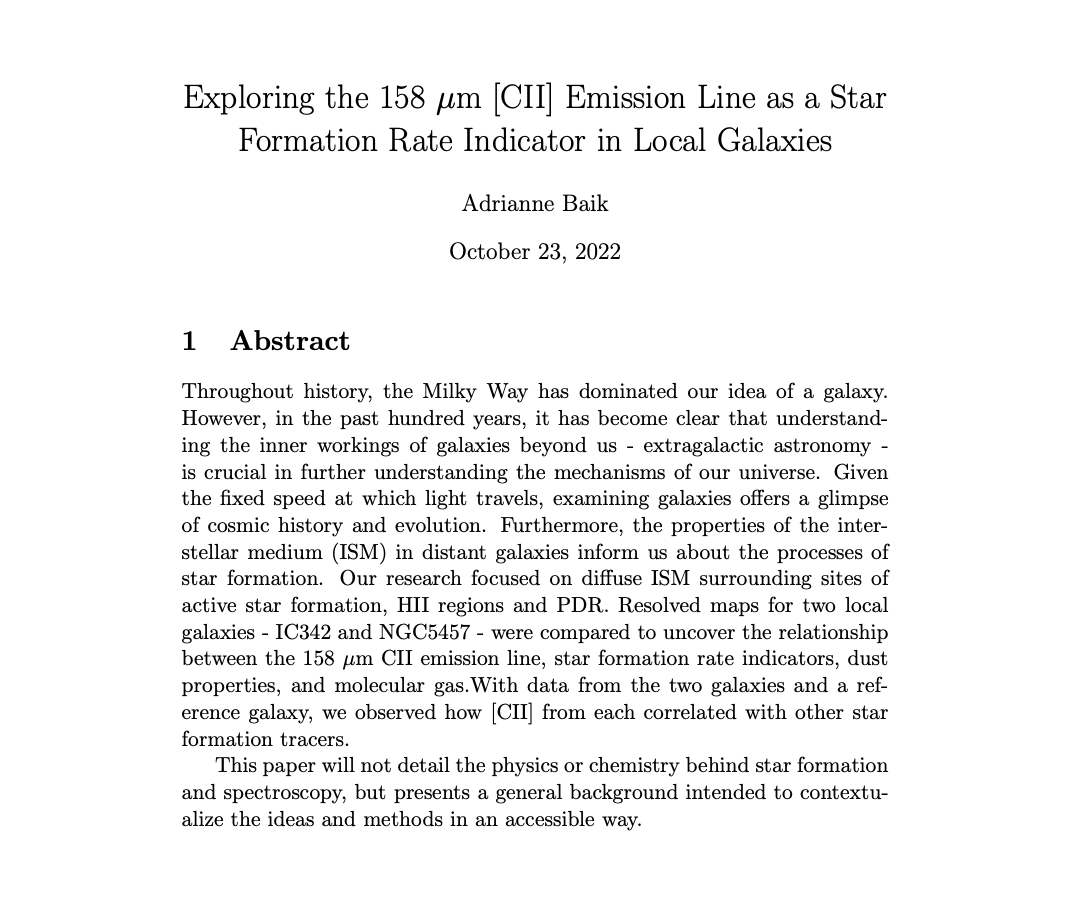 Exploring the 158 μm [CII] Emission Line as a Star
Formation Rate Indicator in Local Galaxies
Adrianne Baik
October 23, 2022
1 Abstract
Throughout history, the Milky Way has dominated our idea of a galaxy.
However, in the past hundred years, it has become clear that understand-
ing the inner workings of galaxies beyond us - extragalactic astronomy -
is crucial in further understanding the mechanisms of our universe. Given
the fixed speed at which light travels, examining galaxies offers a glimpse
of cosmic history and evolution. Furthermore, the properties of the inter-
stellar medium (ISM) in distant galaxies inform us about the processes of
star formation. Our research focused on diffuse ISM surrounding sites of
active star formation, HII regions and PDR. Resolved maps for two local
galaxies - IC342 and NGC5457 - were compared to uncover the relationship
between the 158 μm CII emission line, star formation rate indicators, dust
properties, and molecular gas.With data from the two galaxies and a ref-
erence galaxy, we observed how [CII] from each correlated with other star
formation tracers.
This paper will not detail the physics or chemistry behind star formation
and spectroscopy, but presents a general background intended to contextu-
alize the ideas and methods in an accessible way.